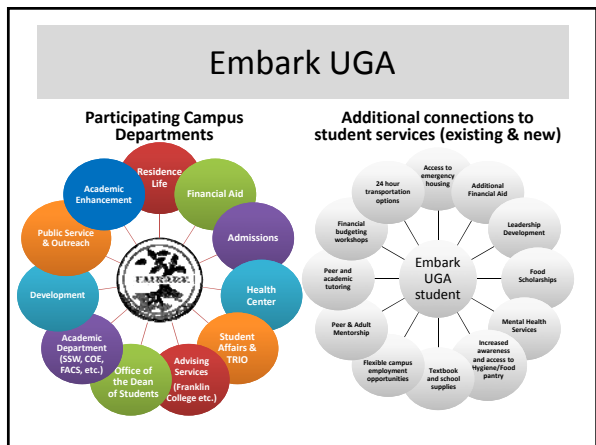 Embark UGA
Participating Campus
Departments
Residence
Life
Financial Aid
Admissions
Health
Center
Student
Affairs &
TRIO
Advising
Services
(Franklin
College etc.)
Office of
the Dean
of Students
Academic
Department
(SSW, COE,
FACS, etc.)
Development
Public Service
& Outreach
Academic
Enhancement
EMBARK
Additional connections to
student services (existing & new)
Access to
emergency
housing
Additional
Financial Aid
Leadership
Development
Food
Scholarships
Mental Health
Services
Increased
awareness
and access to
Hygiene/Food
pantry
Textbook
and school
supplies
Flexible campus
employment
opportunities
Peer & Adult
Mentorship
Peer and
academic
tutoring
Financial
budgeting
workshops
24 hour
transportation
options
Embark
UGA
student